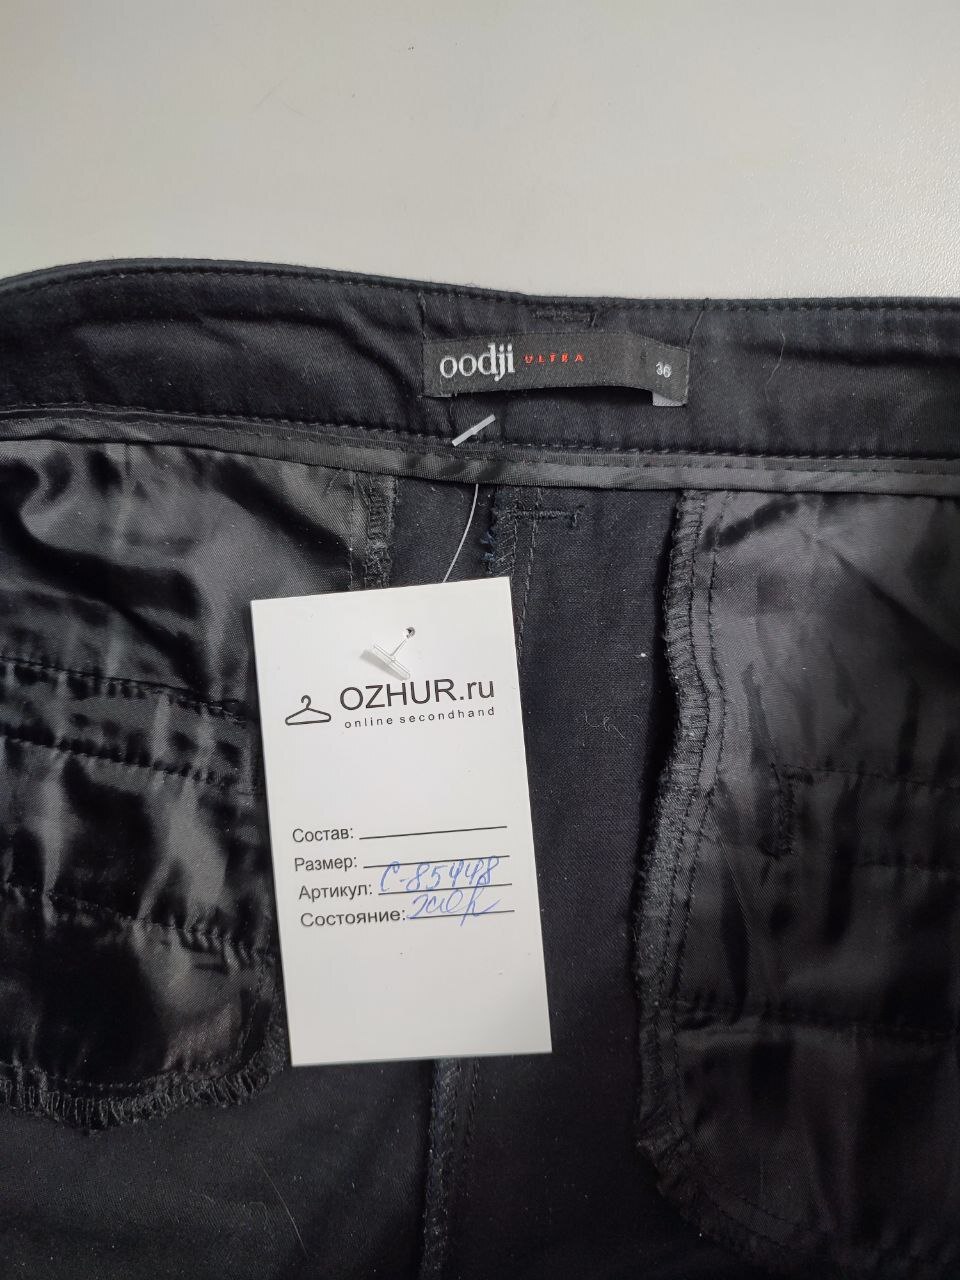 oodji ULTRA 36
OZHUR.ru
online secondhand
Состав:
Размер:
Артикул: С-85448
Состояние: